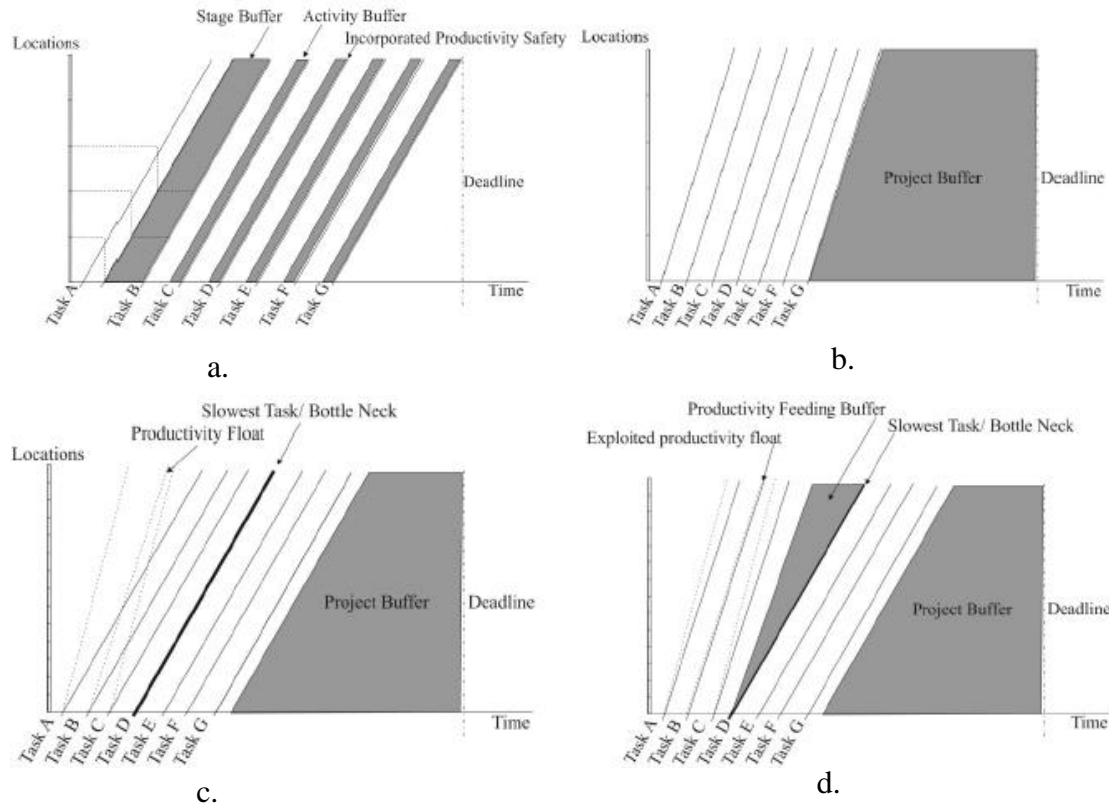 Stage Buffer
Activity Buffer
Incorporated Productivity Safety
Locations
Deadline
Time
Task A
Task B
Task C
Task D
Task E
Task F
Task G
a.
Locations
Project Buffer
Deadline
Time
Task A
Task B
Task C
Task D
Task E
Task F
Task G
b.
Slowest Task/ Bottle Neck
Productivity Float
Locations
Project Buffer
Deadline
Time
Task A
Task B
Task C
Task D
Task E
Task F
Task G
c.
Productivity Feeding Buffer
Slowest Task/ Bottle Neck
Exploited productivity float
Locations
Project Buffer
Deadline
Time
Task A
Task B
Task C
Task D
Task E
Task F
Task G
d.